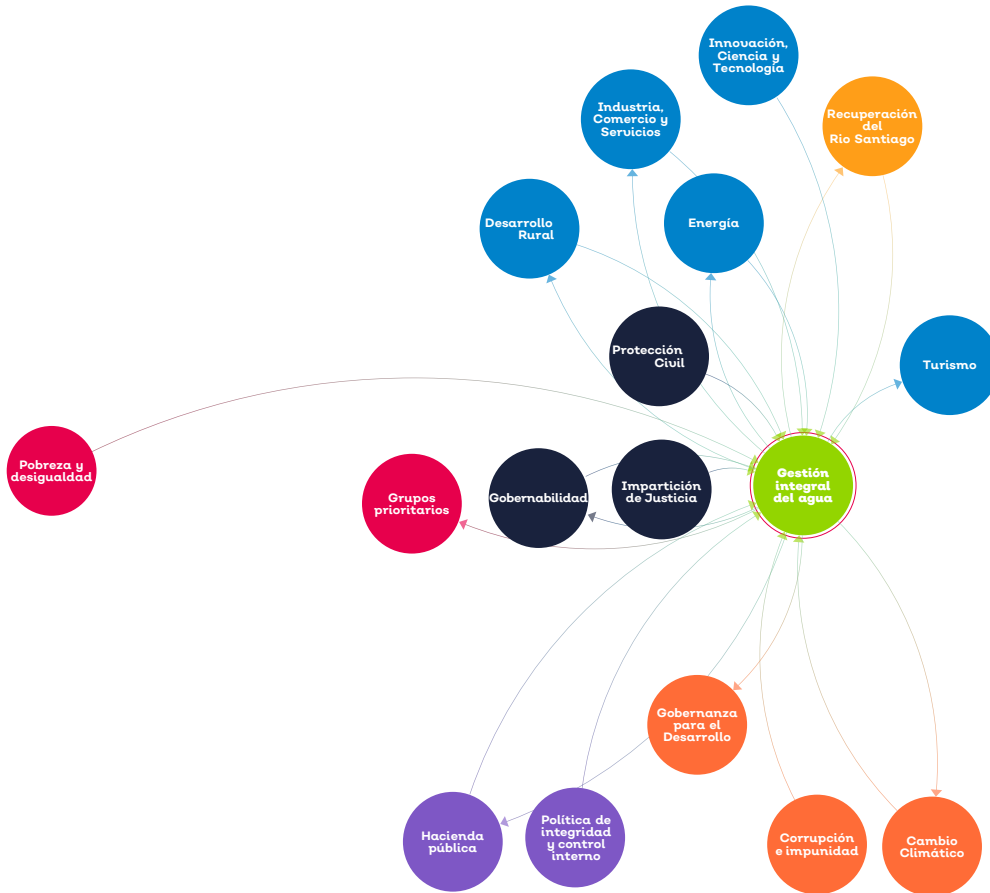 Innovación,
Ciencia y
Tecnología
Industria,
Comercio y
Servicios
Recuperación
del
Rio Santiago
Desarrollo
Rural
Energía
Protección
Civil
Turismo
Pobreza y
desigualdad
Grupos
prioritarios
Gobernabilidad
Impartición
de Justicia
Gestión
integral
del agua
Gobernanza
para el
Desarrollo
Hacienda
pública
Política de
integridad
y control
interno
Corrupción
e impunidad
Cambio
Climático